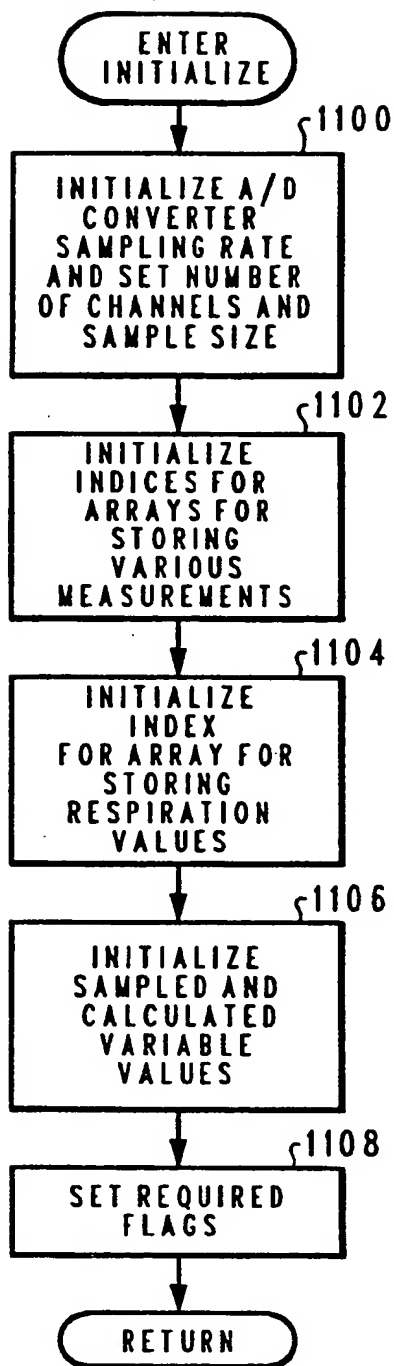 ENTER
INITIALIZE
1100
INITIALIZE A/D
CONVERTER
SAMPLING RATE
AND SET NUMBER
OF CHANNELS AND
SAMPLE SIZE
1102
INITIALIZE
INDICES FOR
ARRAYS FOR
STORING
VARIOUS
MEASUREMENTS
1104
INITIALIZE
INDEX
FOR ARRAY FOR
STORING
RESPIRATION
VALUES
1106
INITIALIZE
SAMPLED AND
CALCULATED
VARIABLE
VALUES
1108
SET REQUIRED
FLAGS
RETURN